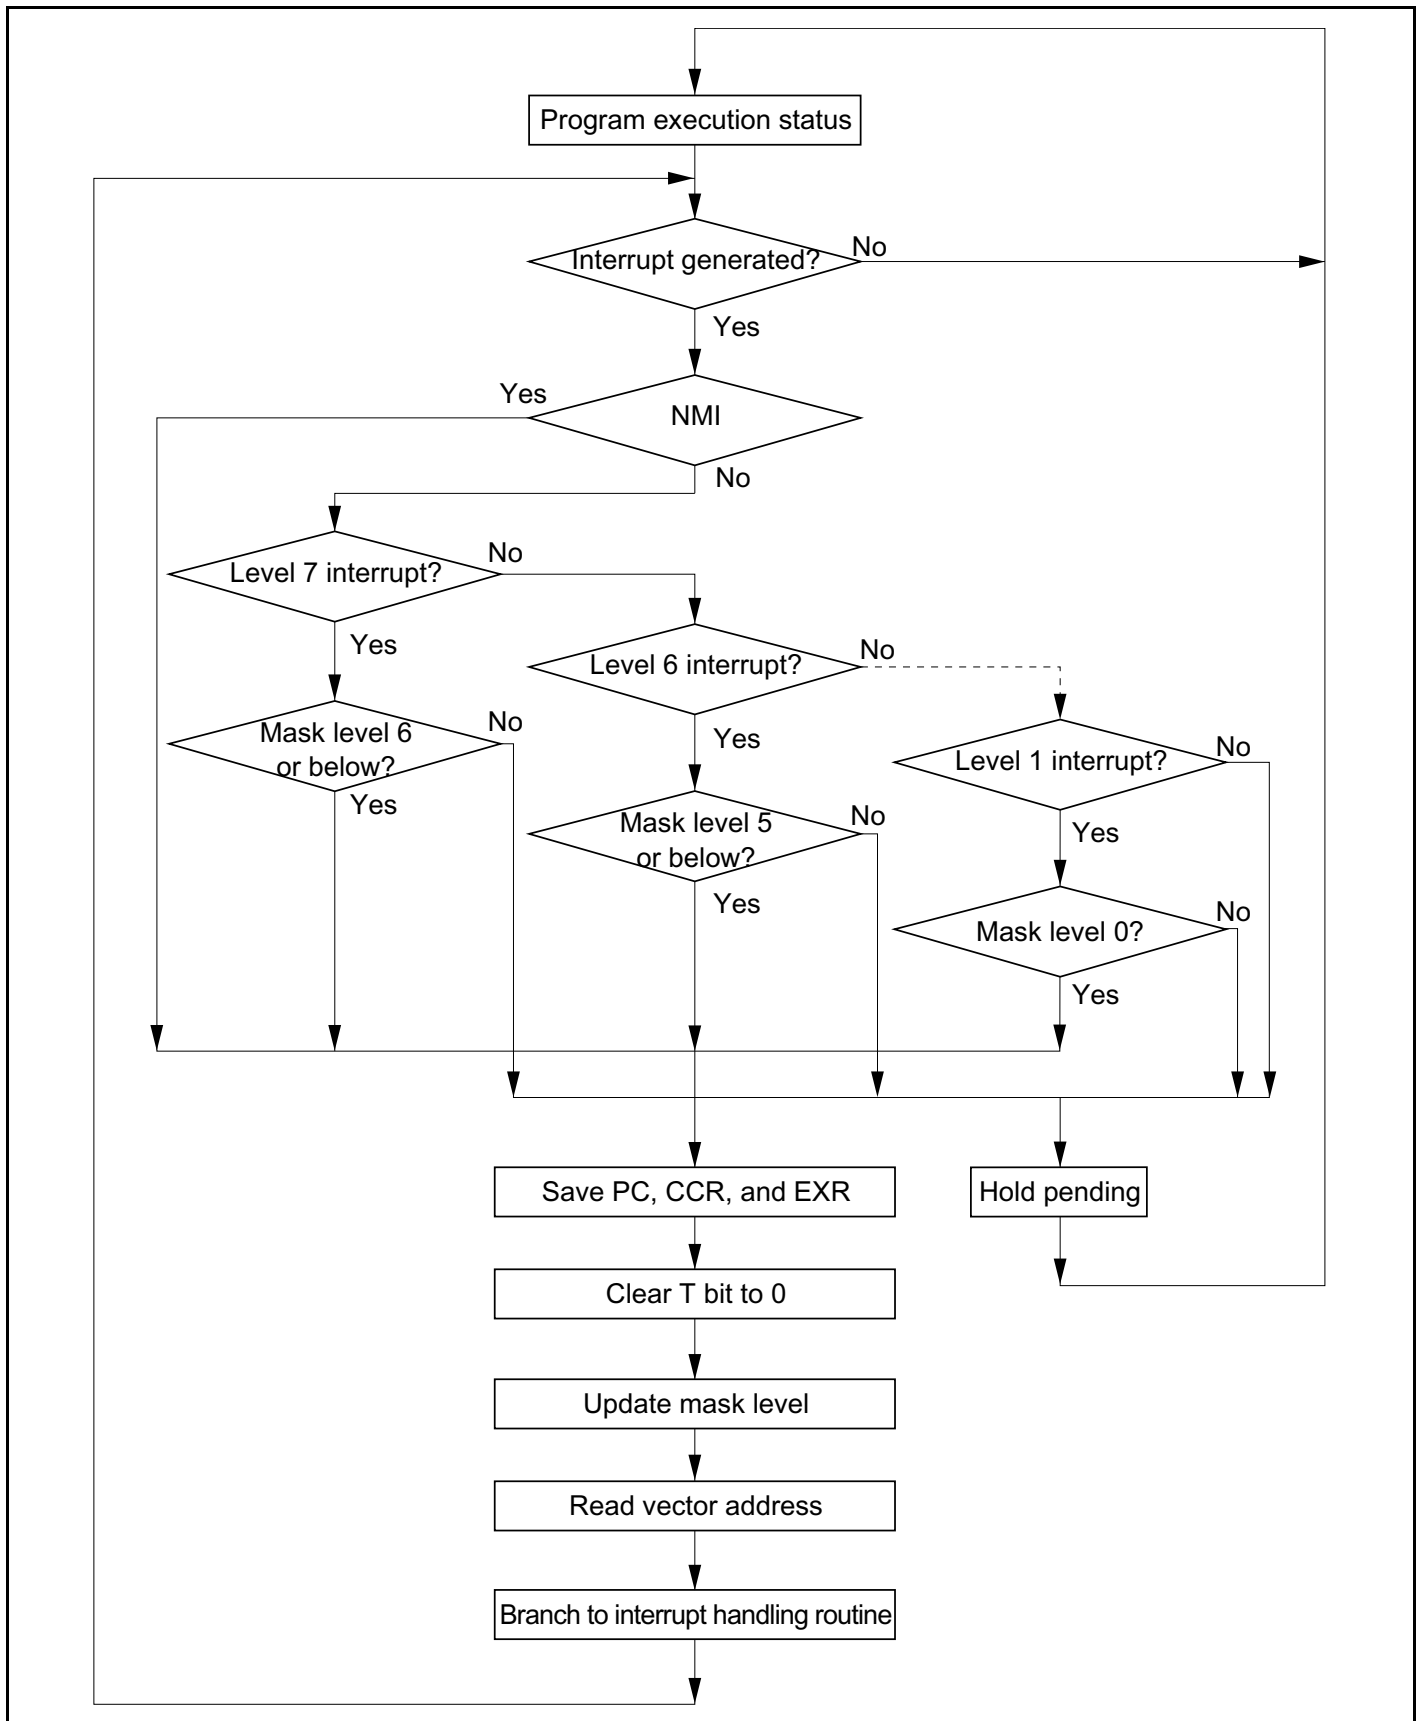 Program execution status
Interrupt generated?
No
Yes
Yes
NMI
No
Level 7 interrupt?
No
Yes
Level 6 interrupt?
No
Mask level 6
or below?
No
Yes
Yes
Level 1 interrupt?
No
Mask level 5
or below?
No
Yes
Yes
Mask level 0?
No
Yes
Save PC, CCR, and EXR
Hold pending
Clear T bit to 0
Update mask level
Read vector address
Branch to interrupt handling routine